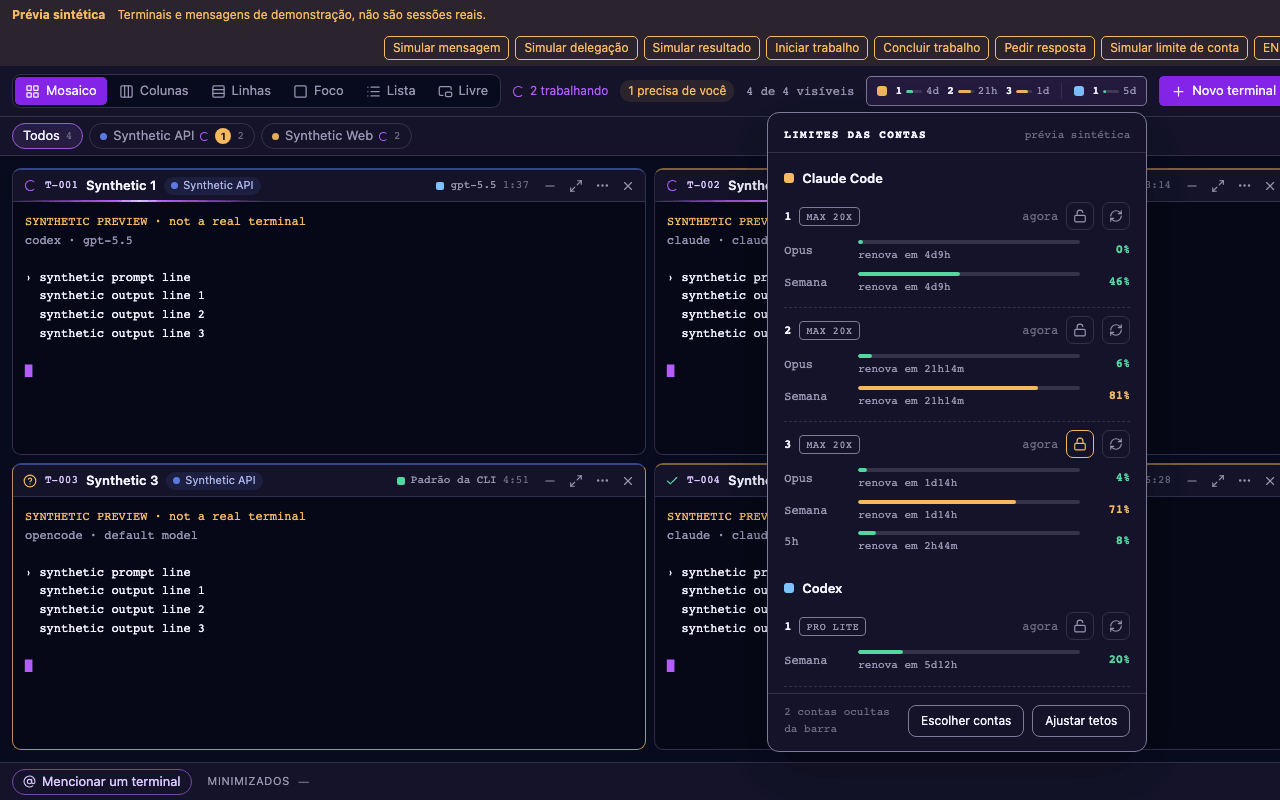 Prévia sintética Terminais e mensagens de demonstração, não são sessões reais.
Simular mensagem Simular delegação Simular resultado Iniciar trabalho Concluir trabalho Pedir resposta Simular limite de conta EN
Mosaico Colunas Linhas Foco Lista Livre 2 trabalhando 1 precisa de você 4 de 4 visíveis 1 4d 2 21h 3 1d 1 5d Novo terminal
Todos 4 Synthetic API 1 2 Synthetic Web 2
T-001 Synthetic 1 Synthetic API gpt-5.5 1:37
SYNTHETIC PREVIEW · not a real terminal
codex · gpt-5.5
› synthetic prompt line
synthetic output line 1
synthetic output line 2
synthetic output line 3
T-002 Synth 3:14
SYNTHETIC PREV
claude · claud
› synthetic pr
synthetic ou
synthetic ou
synthetic ou
LIMITES DAS CONTAS prévia sintética
Claude Code
1 MAX 20X agora
Opus 0%
renova em 4d9h
Semana 46%
renova em 4d9h
2 MAX 20X agora
Opus 6%
renova em 21h14m
Semana 81%
renova em 21h14m
3 MAX 20X agora
Opus 4%
renova em 1d14h
Semana 71%
renova em 1d14h
5h 8%
renova em 2h44m
Codex
1 PRO LITE agora
Semana 20%
renova em 5d12h
2 contas ocultas
da barra
Escolher contas Ajustar tetos
T-003 Synthetic 3 Synthetic API Padrão da CLI 4:51
SYNTHETIC PREVIEW · not a real terminal
opencode · default model
› synthetic prompt line
synthetic output line 1
synthetic output line 2
synthetic output line 3
T-004 Synth 5:28
SYNTHETIC PREV
claude · claud
› synthetic pr
synthetic ou
synthetic ou
synthetic ou
@ Mencionar um terminal MINIMIZADOS —